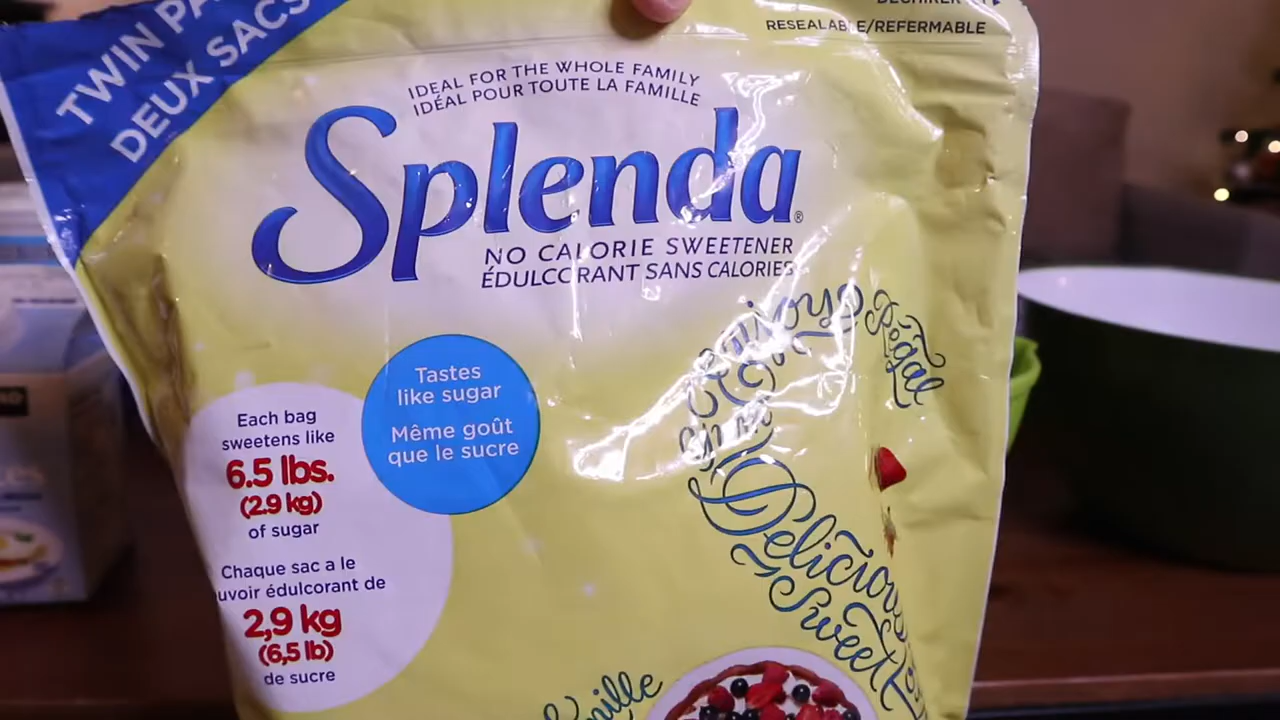 TWIN PA
DEUX SACS
RESEALABLE/REFERMABLE
IDEAL FOR THE WHOLE FAMILY
IDÉAL POUR TOUTE LA FAMILLE
Splenda®
NO CALORIE SWEETENER
ÉDULCORANT SANS CALORIES
Tastes
like sugar
Même goût
que le sucre
Each bag
sweetens like
6.5 lbs.
(2.9 kg)
of sugar
Chaque sac a le
uvoir édulcorant de
2,9 kg
(6,5 lb)
de sucre
Enjoy
Régal
Delicious
Sweet